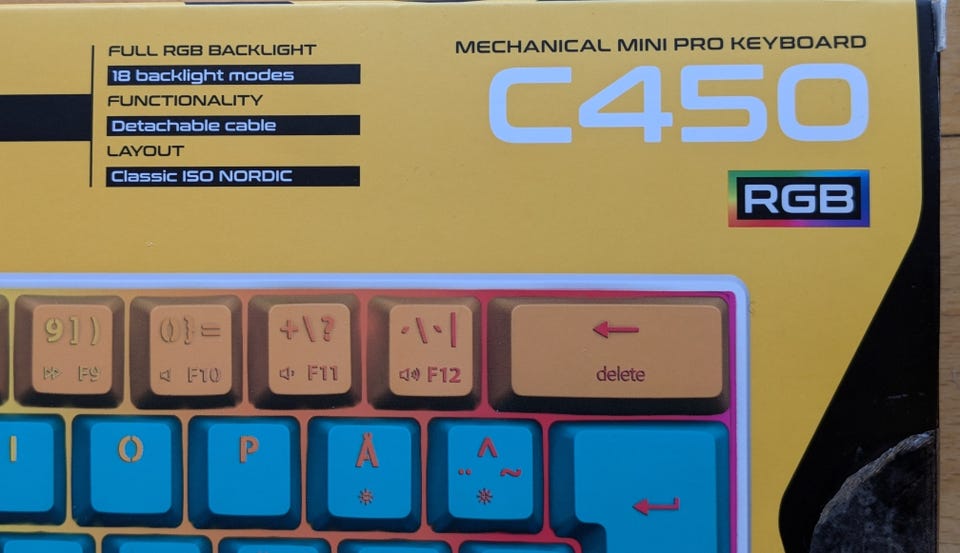 FULL RGB BACKLIGHT
18 backlight modes
FUNCTIONALITY
Detachable cable
LAYOUT
Classic ISO NORDIC
MECHANICAL MINI PRO KEYBOARD
C450
RGB
9 ] ) 0 } = + \ ? ´ \ ` | ←
F9 F10 F11 F12 delete
I O P Å ^ ¨ ~